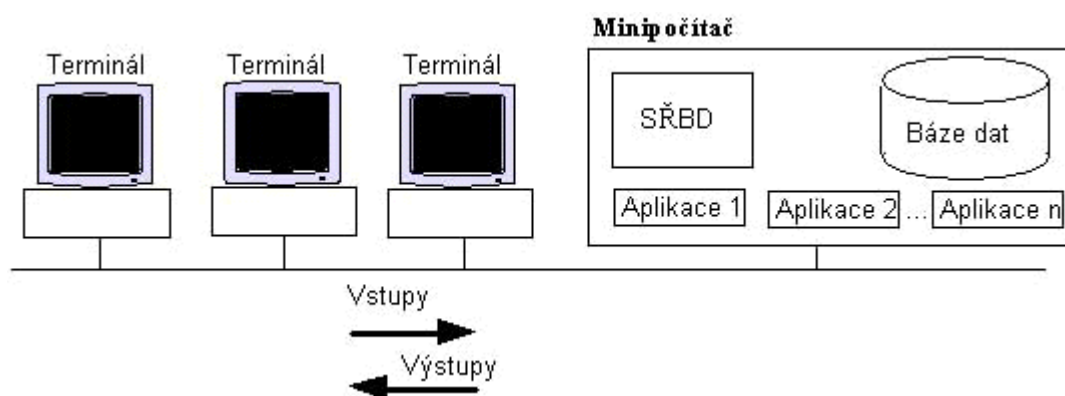 Minipočítač
Terminál
Terminál
Terminál
SŘBD
Báze dat
Aplikace 1
Aplikace 2
...
Aplikace n
Vstupy
Výstupy